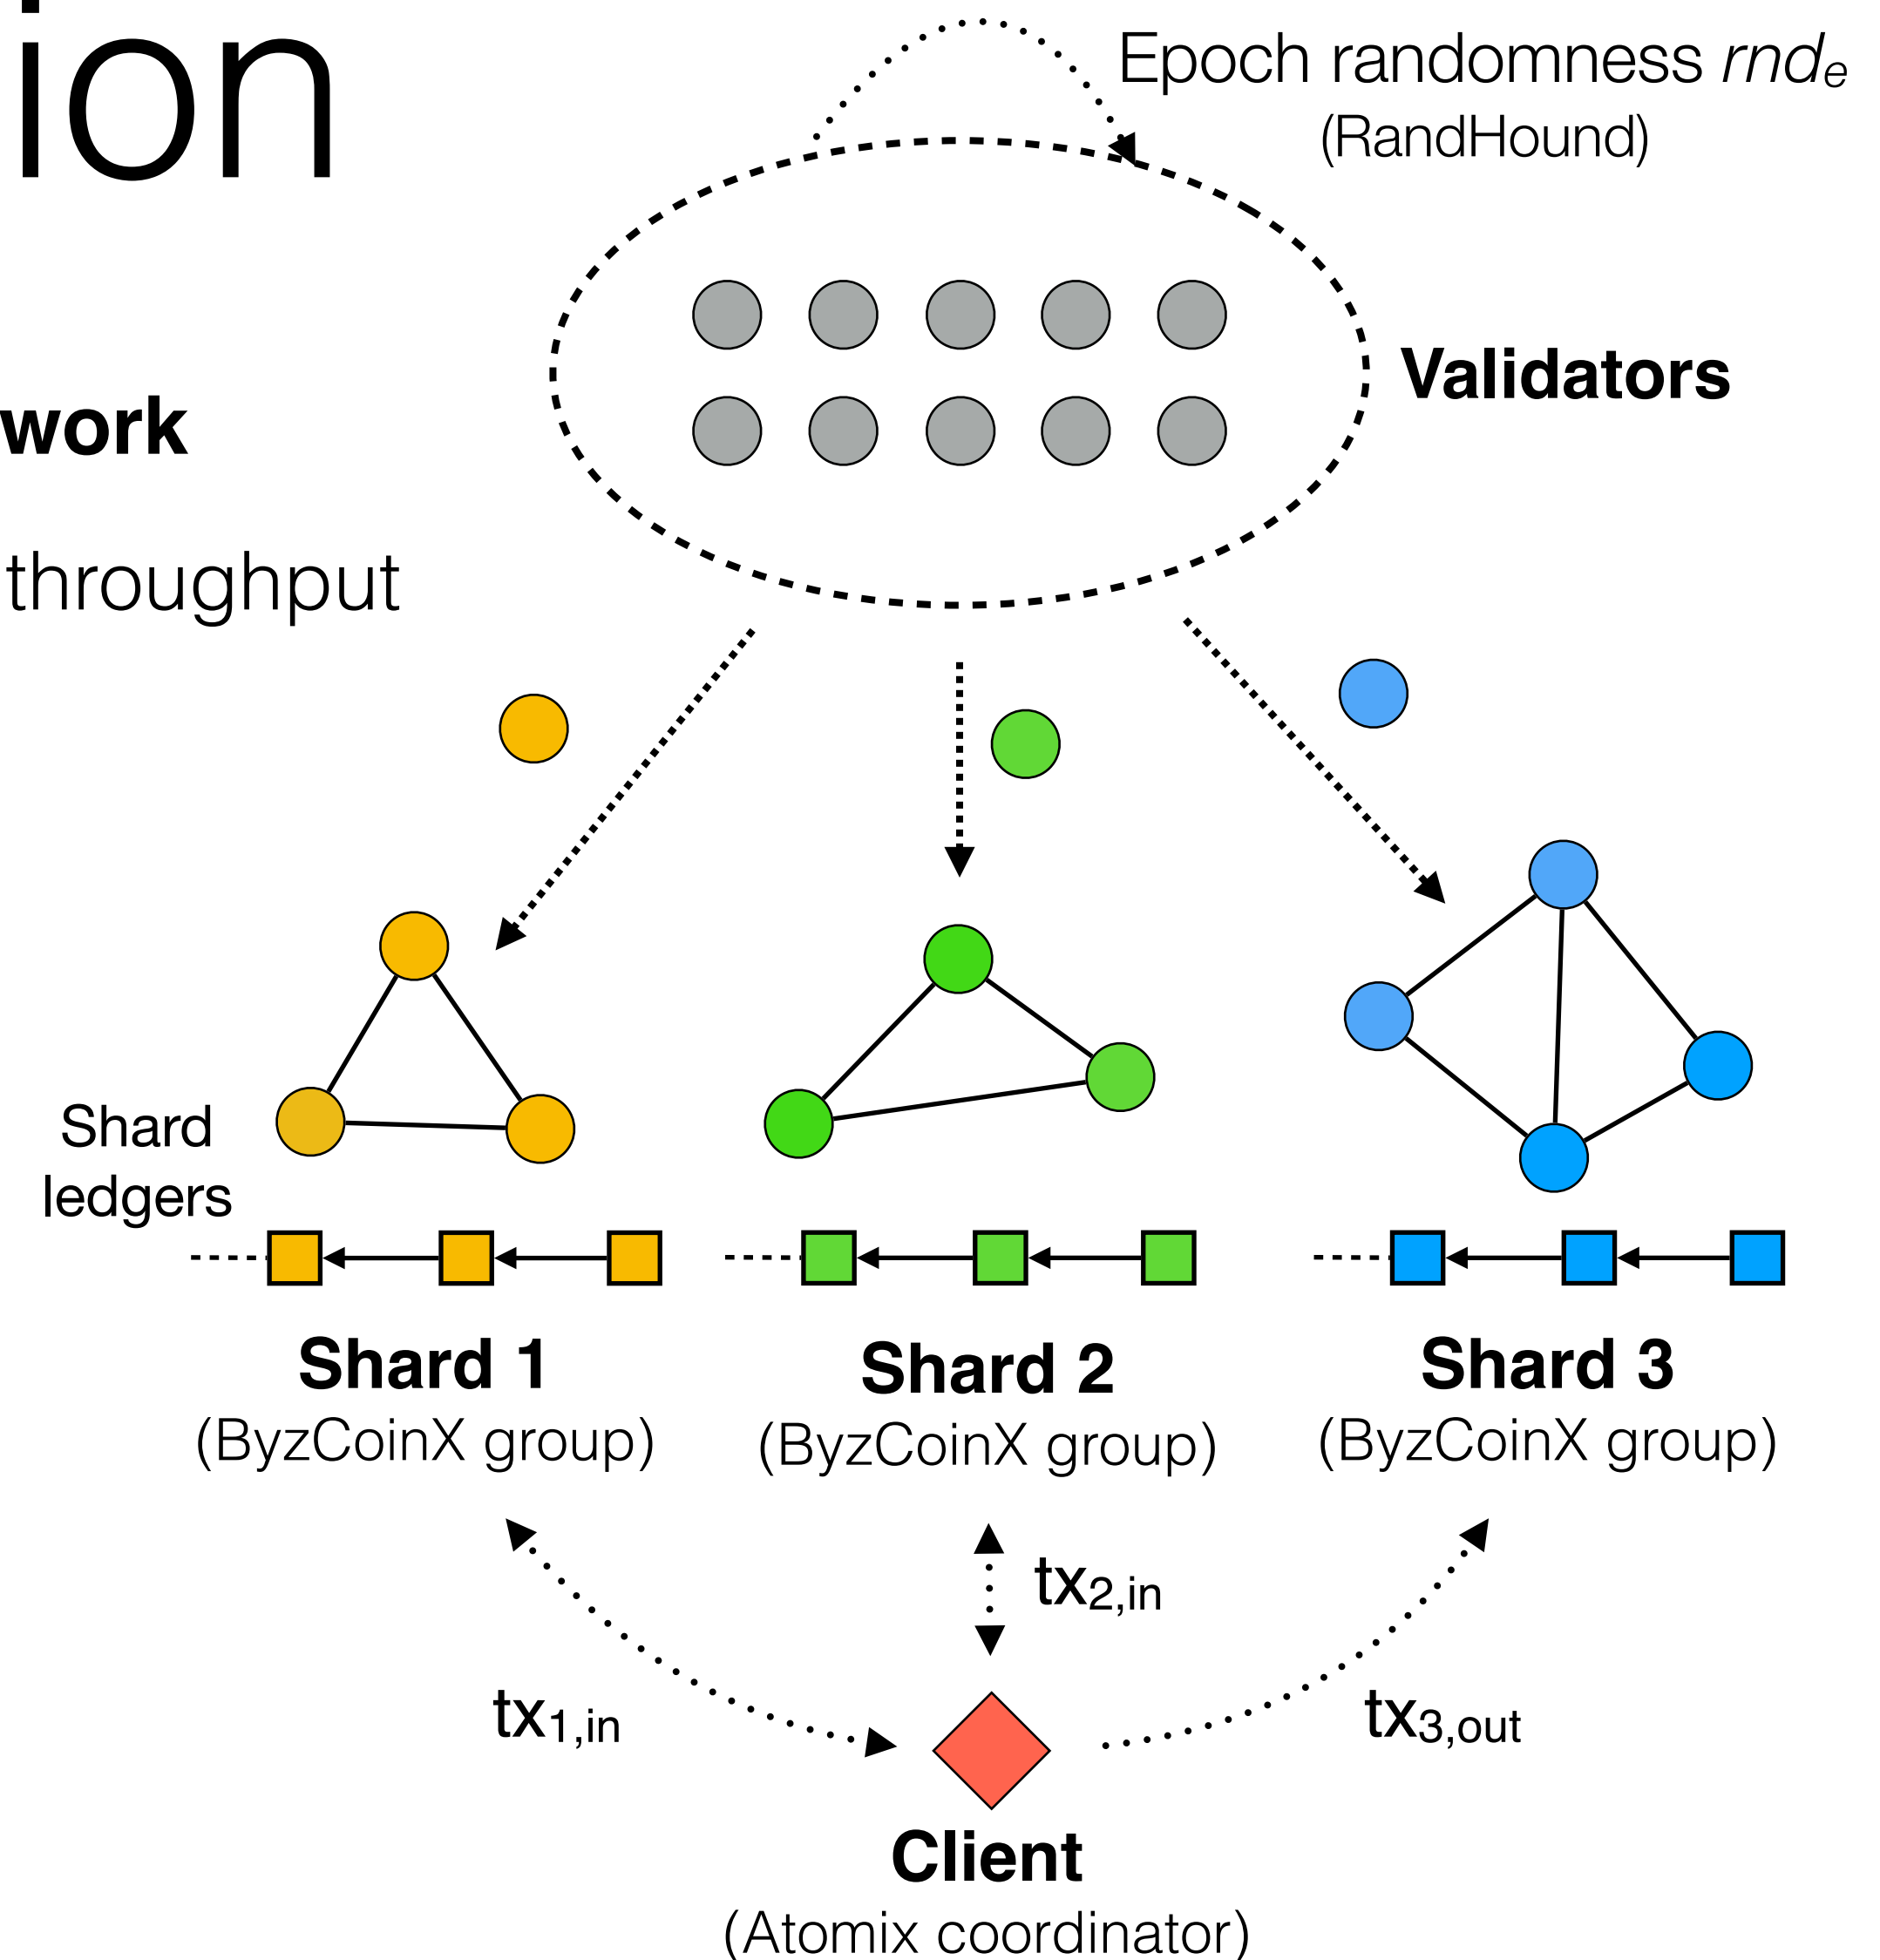 ion
Epoch randomness rnde
(RandHound)
Validators
work
throughput
Shard
ledgers
Shard 1
Shard 2
Shard 3
(ByzCoinX group)
(ByzCoinX group)
(ByzCoinX group)
tx2,in
tx1,in
tx3,out
Client
(Atomix coordinator)